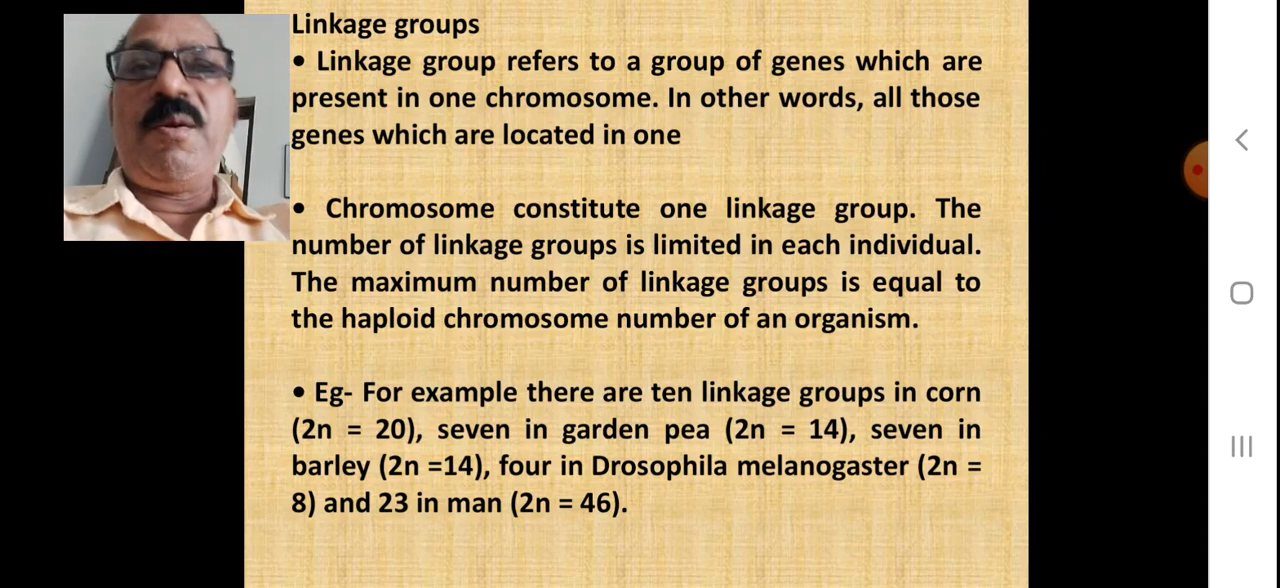 Linkage groups
• Linkage group refers to a group of genes which are
present in one chromosome. In other words, all those
genes which are located in one
• Chromosome constitute one linkage group. The
number of linkage groups is limited in each individual.
The maximum number of linkage groups is equal to
the haploid chromosome number of an organism.
• Eg- For example there are ten linkage groups in corn
(2n = 20), seven in garden pea (2n = 14), seven in
barley (2n =14), four in Drosophila melanogaster (2n =
8) and 23 in man (2n = 46).